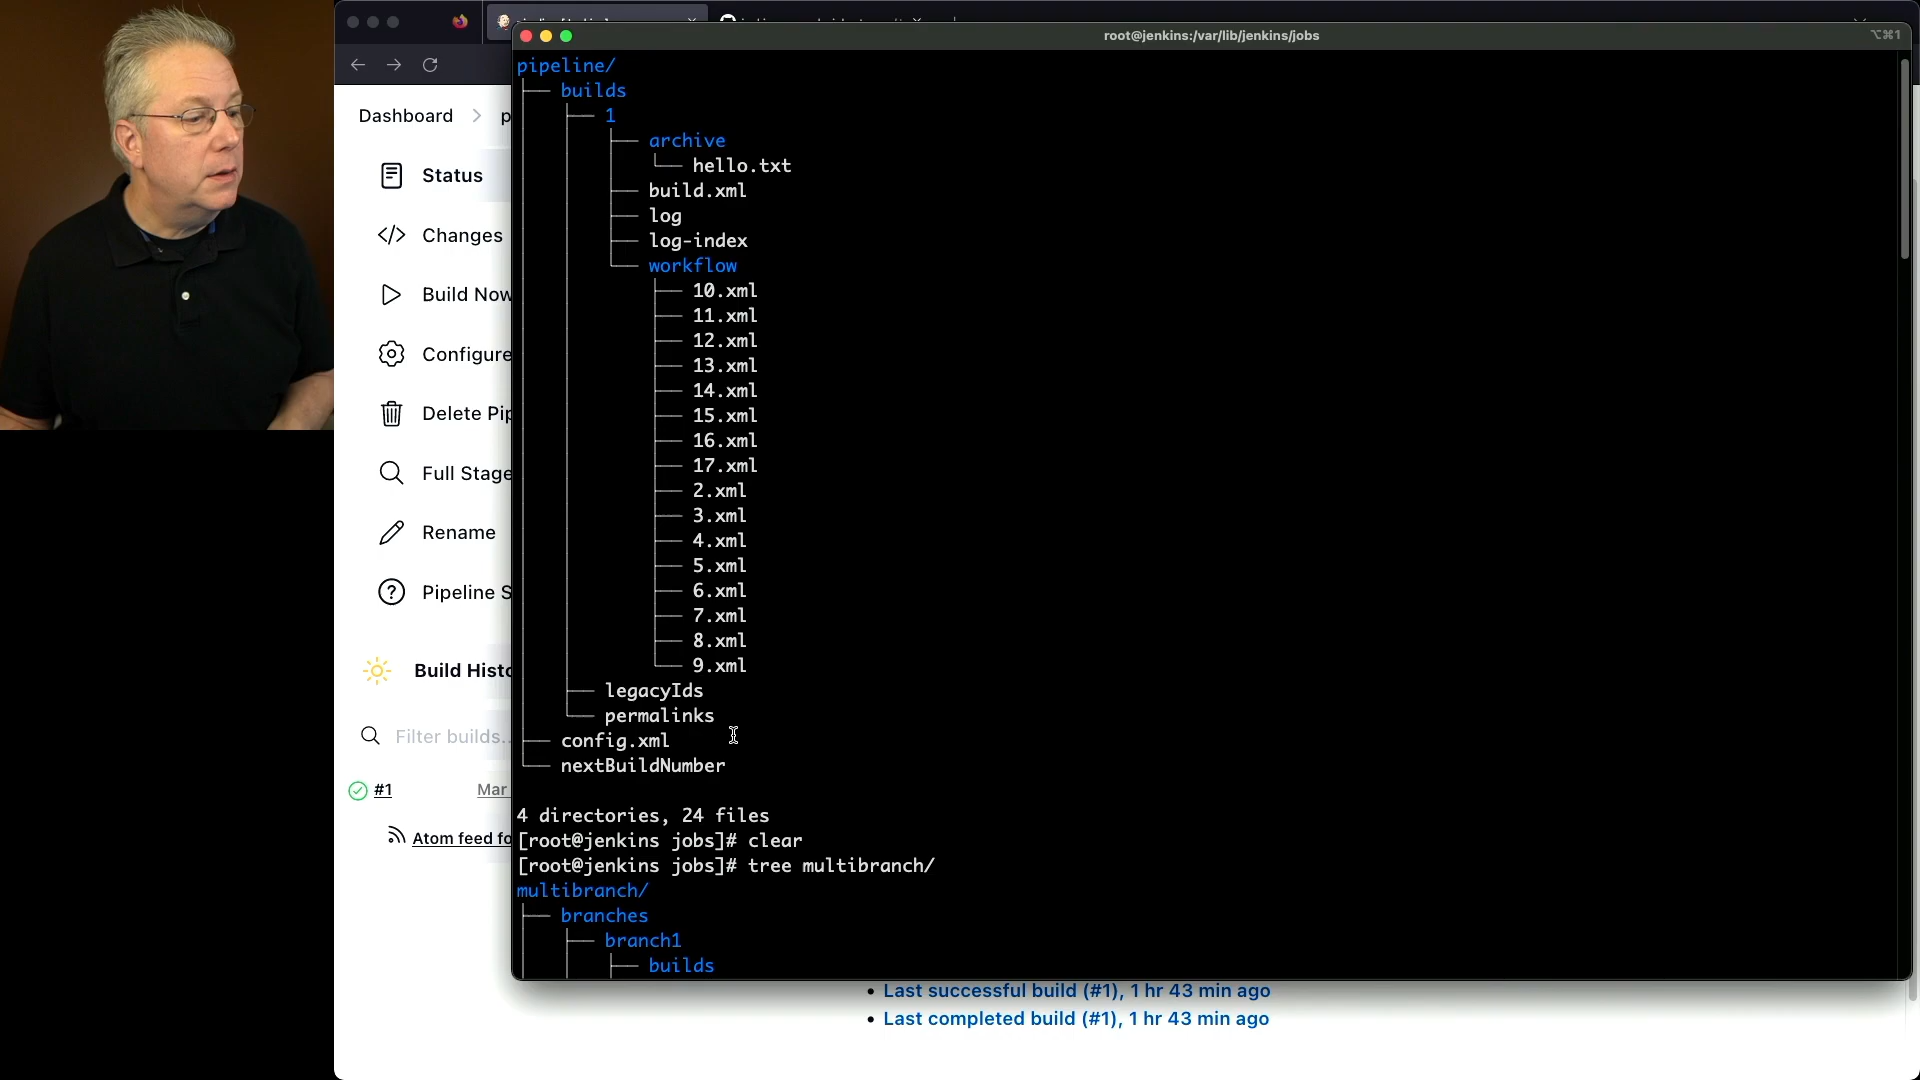 root@jenkins:/var/lib/jenkins/jobs
⌥⌘1
Dashboard
Status
Changes
Build Now
Configure
Delete Pip
Full Stage
Rename
Pipeline S
Build Histo
Filter builds..
#1
Mar
Atom feed fo
pipeline/
├── builds
│   ├── 1
│   │   ├── archive
│   │   │   └── hello.txt
│   │   ├── build.xml
│   │   ├── log
│   │   ├── log-index
│   │   └── workflow
│   │       ├── 10.xml
│   │       ├── 11.xml
│   │       ├── 12.xml
│   │       ├── 13.xml
│   │       ├── 14.xml
│   │       ├── 15.xml
│   │       ├── 16.xml
│   │       ├── 17.xml
│   │       ├── 2.xml
│   │       ├── 3.xml
│   │       ├── 4.xml
│   │       ├── 5.xml
│   │       ├── 6.xml
│   │       ├── 7.xml
│   │       ├── 8.xml
│   │       └── 9.xml
│   ├── legacyIds
│   └── permalinks
├── config.xml
└── nextBuildNumber
4 directories, 24 files
[root@jenkins jobs]# clear
[root@jenkins jobs]# tree multibranch/
multibranch/
├── branches
│   ├── branch1
│   │   ├── builds
• Last successful build (#1), 1 hr 43 min ago
• Last completed build (#1), 1 hr 43 min ago